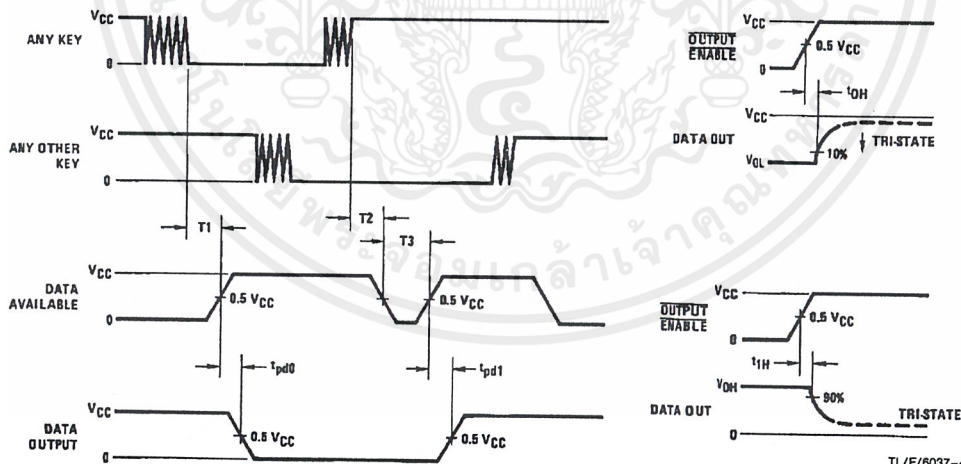 VCC
ANY KEY
0
VCC
ANY OTHER
KEY
0
T1
T2
T3
VCC
DATA
AVAILABLE
0
0.5 VCC
0.5 VCC
tpd0
tpd1
VCC
DATA
OUTPUT
0
0.5 VCC
0.5 VCC
VCC
OUTPUT
ENABLE
0
0.5 VCC
t0H
VCC
DATA OUT
VOL
10%
TRI-STATE
VCC
OUTPUT
ENABLE
0
0.5 VCC
t1H
VOH
DATA OUT
0
90%
TRI-STATE